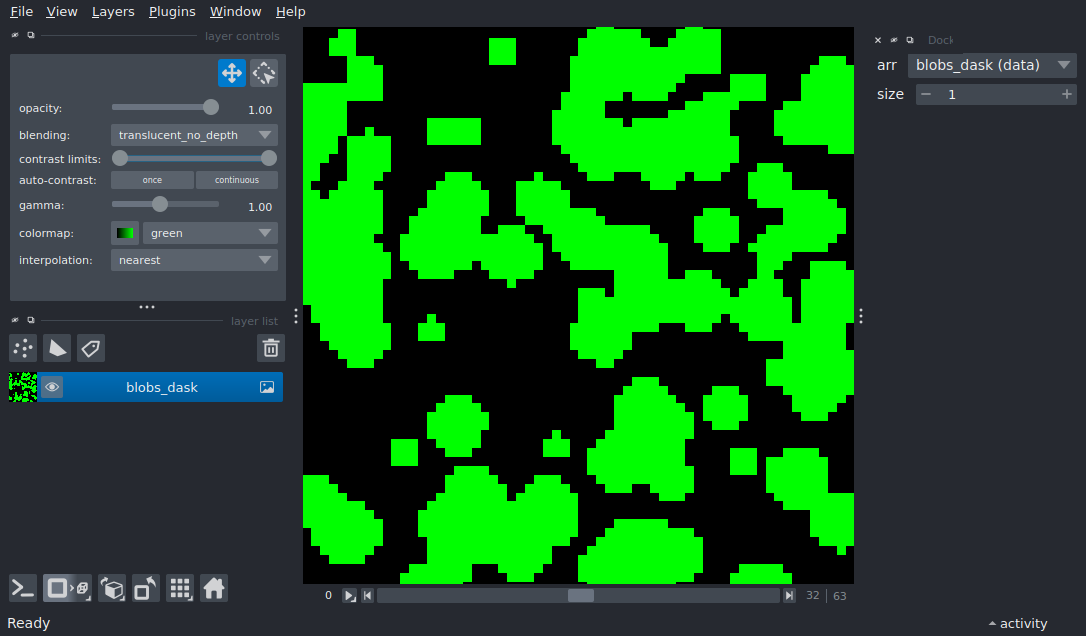 File View Layers Plugins Window Help
layer controls
opacity: 1.00
blending: translucent_no_depth
contrast limits:
auto-contrast: once continuous
gamma: 1.00
colormap: green
interpolation: nearest
layer list
blobs_dask
0 32 63
Ready
activity
Dock
arr blobs_dask (data)
size 1